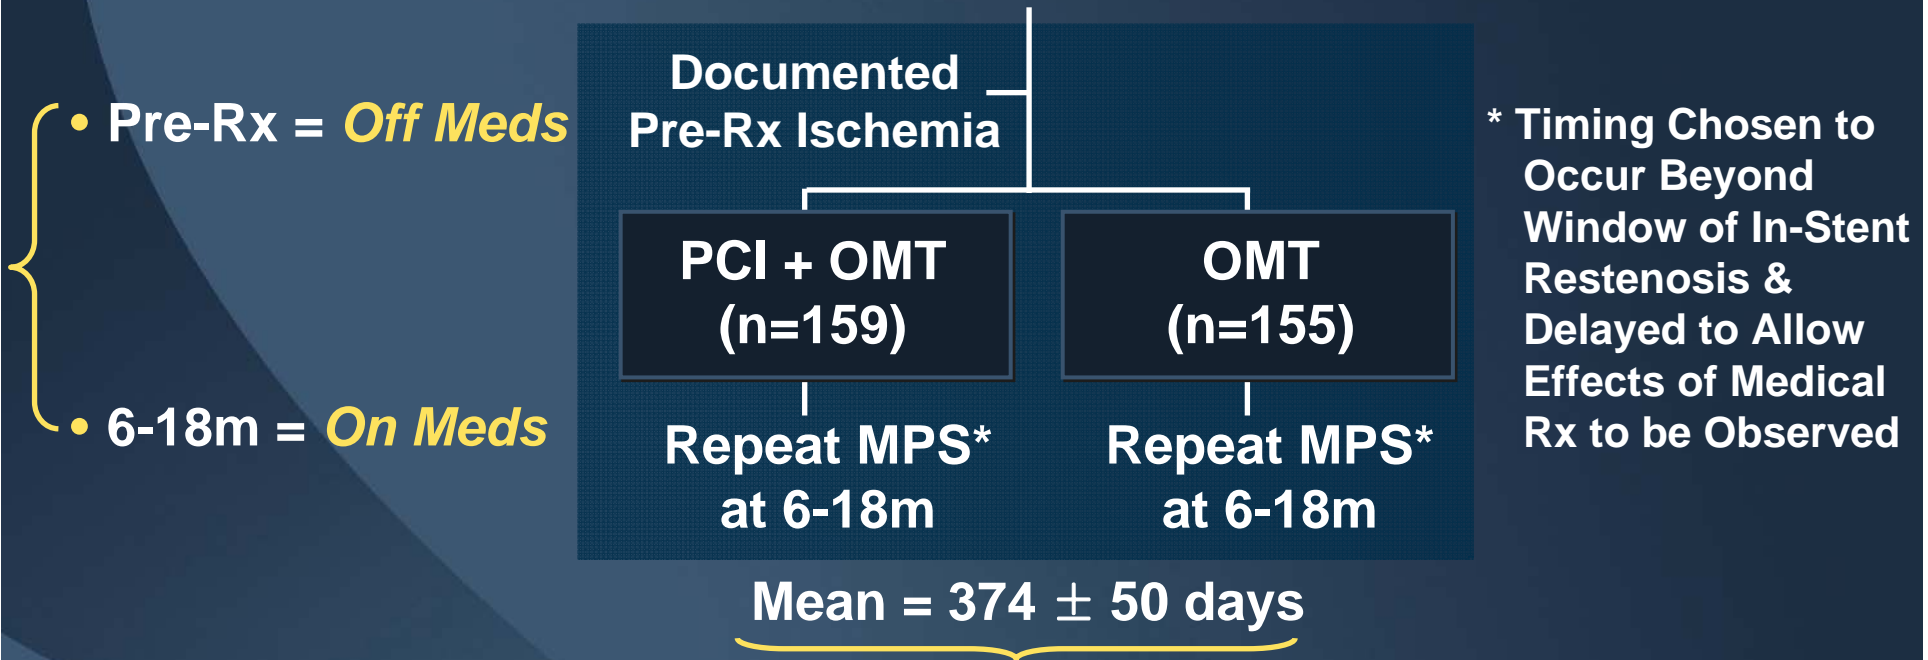 • Pre-Rx = Off Meds
• 6-18m = On Meds
Documented
Pre-Rx Ischemia
PCI + OMT
(n=159)
OMT
(n=155)
Repeat MPS*
at 6-18m
Repeat MPS*
at 6-18m
Mean = 374 ± 50 days
* Timing Chosen to
Occur Beyond
Window of In-Stent
Restenosis &
Delayed to Allow
Effects of Medical
Rx to be Observed